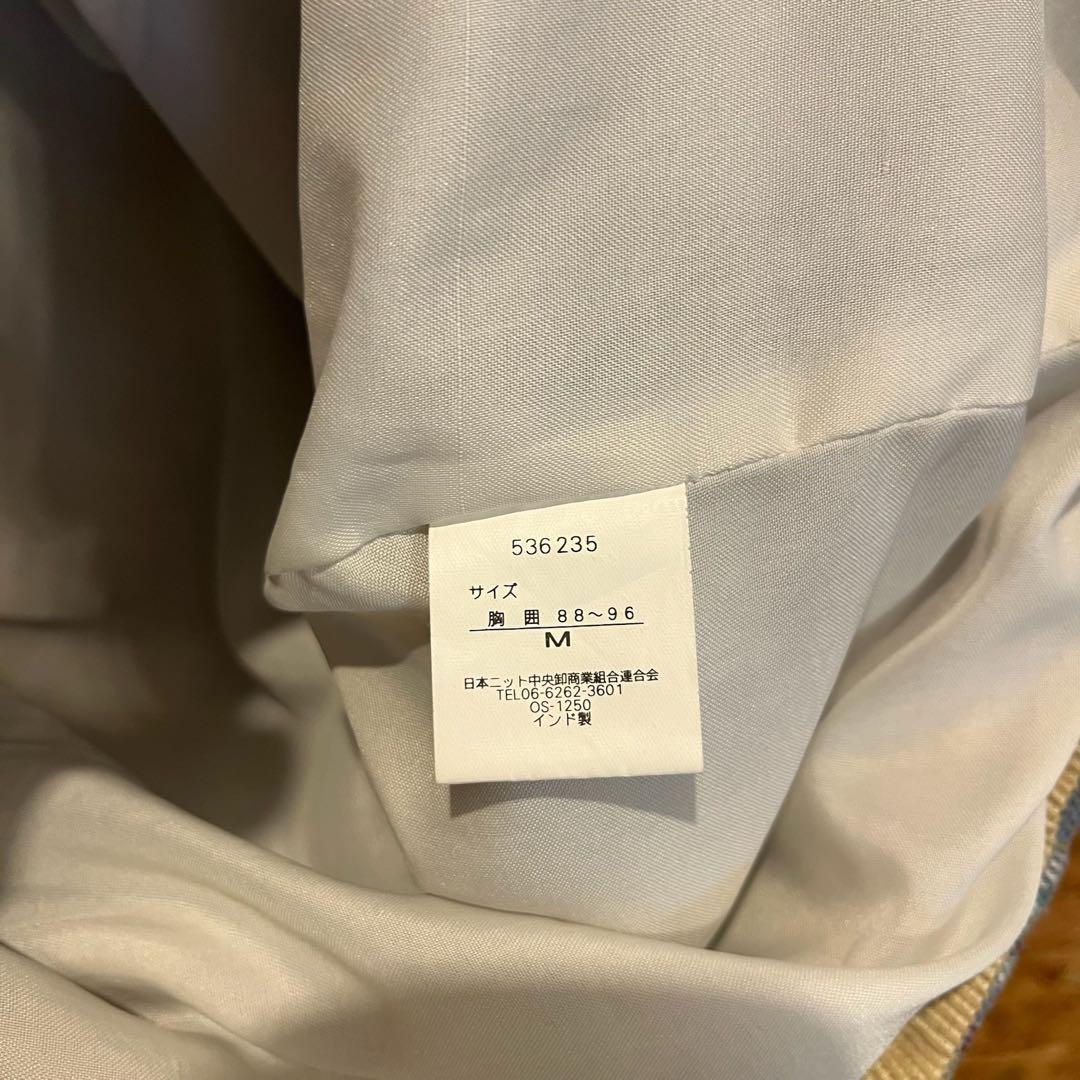 536235
サイズ
胸 囲 88～96
M
日本ニット中央卸商業組合連合会
TEL06-6262-3601
OS-1250
インド製